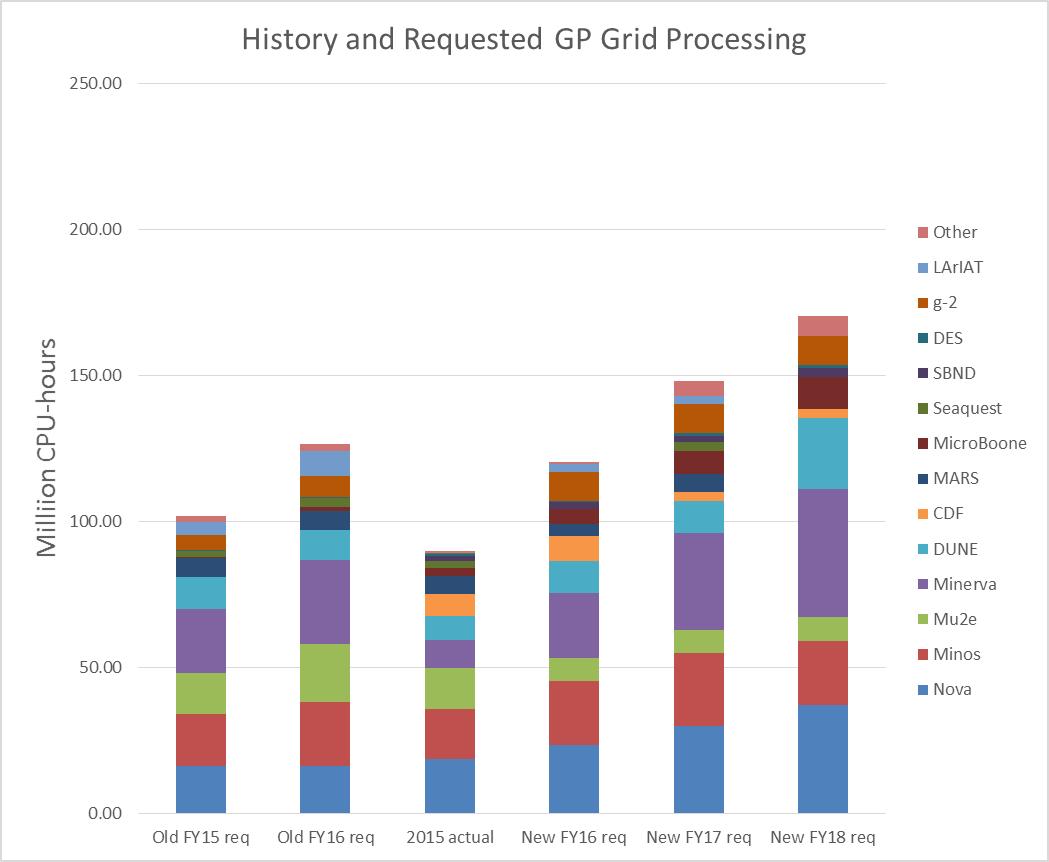 History and Requested GP Grid Processing
250.00
200.00
150.00
100.00
50.00
0.00
Milliion CPU-hours
Old FY15 req
Old FY16 req
2015 actual
New FY16 req
New FY17 req
New FY18 req
Other
LArIAT
g-2
DES
SBND
Seaquest
MicroBoone
MARS
CDF
DUNE
Minerva
Mu2e
Minos
Nova